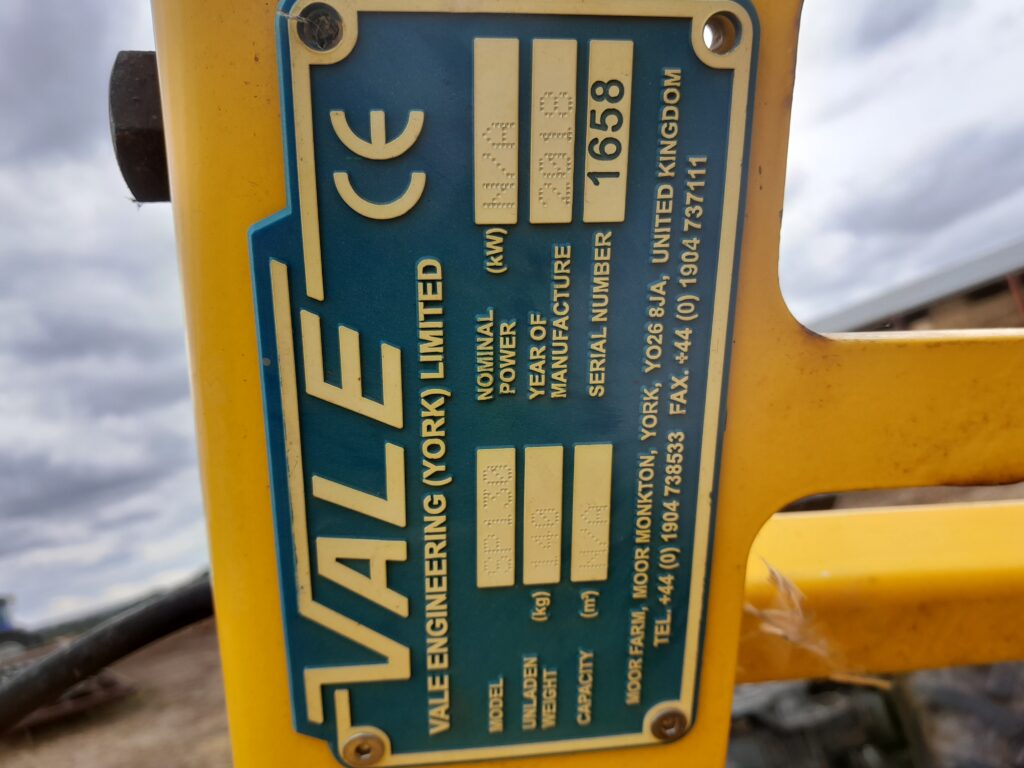 CE
VALE
VALE ENGINEERING (YORK) LIMITED
MODEL
NOMINAL POWER (kW) N/A
UNLADEN WEIGHT (kg)
YEAR OF MANUFACTURE 2018
CAPACITY (m³) N/A
SERIAL NUMBER 1658
MOOR FARM, MOOR MONKTON, YORK, YO26 8JA, UNITED KINGDOM
TEL. +44 (0) 1904 738533 FAX. +44 (0) 1904 737111